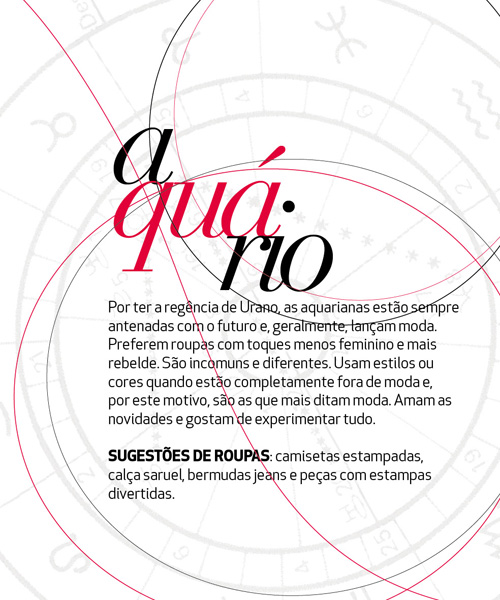 a
quá
rio
Por ter a regência de Urano, as aquarianas estão sempre
antenadas com o futuro e, geralmente, lançam moda.
Preferem roupas com toques menos feminino e mais
rebelde. São incomuns e diferentes. Usam estilos ou
cores quando estão completamente fora de moda e,
por este motivo, são as que mais ditam moda. Amam as
novidades e gostam de experimentar tudo.
SUGESTÕES DE ROUPAS: camisetas estampadas,
calça saruel, bermudas jeans e peças com estampas
divertidas.